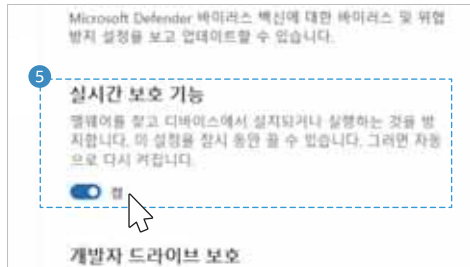 Microsoft Defender 바이러스 백신에 대한 바이러스 및 위협
방지 설정을 보고 업데이트할 수 있습니다.
5
실시간 보호 기능
맬웨어를 찾고 디바이스에서 설치되거나 실행하는 것을 방
지합니다. 이 설정을 잠시 동안 끌 수 있습니다. 그러면 자동
으로 다시 켜집니다.
켬
개발자 드라이브 보호